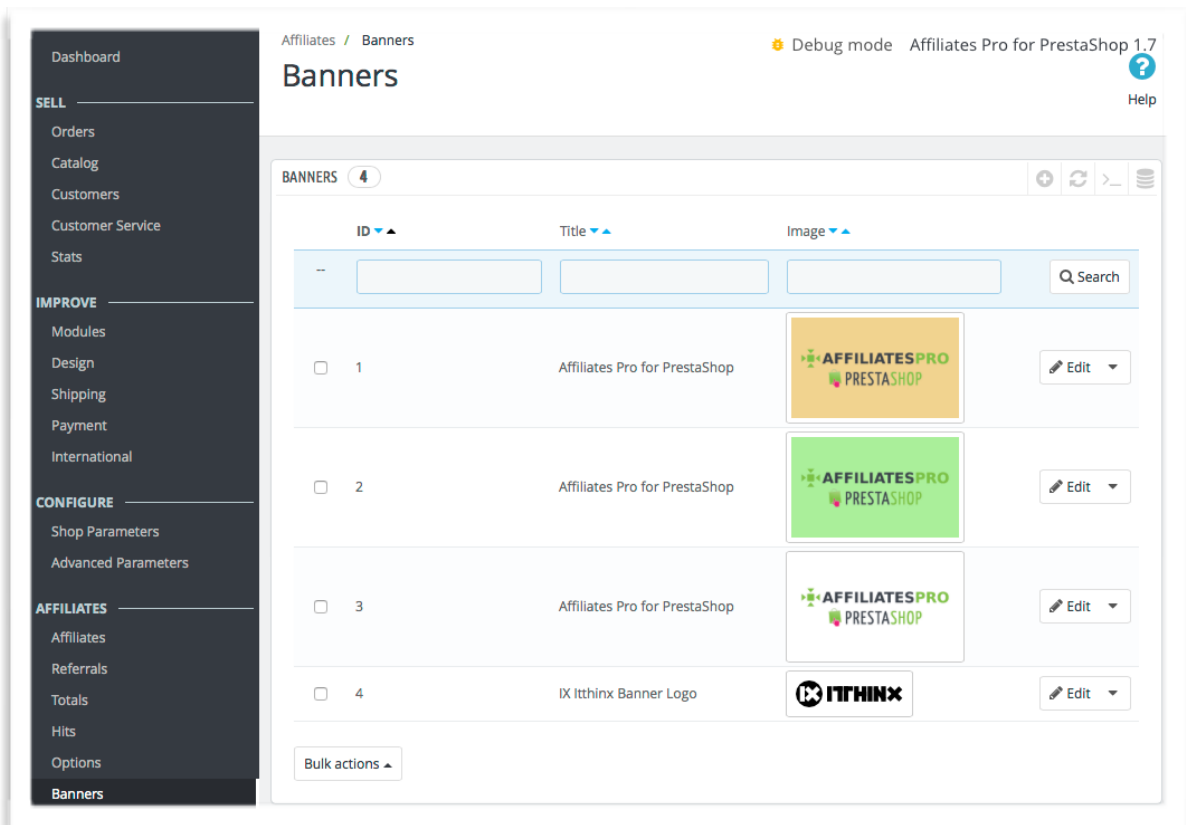 Dashboard
SELL
Orders
Catalog
Customers
Customer Service
Stats
IMPROVE
Modules
Design
Shipping
Payment
International
CONFIGURE
Shop Parameters
Advanced Parameters
AFFILIATES
Affiliates
Referrals
Totals
Hits
Options
Banners
Affiliates / Banners
Banners
Debug mode Affiliates Pro for PrestaShop 1.7
?
Help
BANNERS 4
>_
ID Title Image
-- Search
1 Affiliates Pro for PrestaShop
AFFILIATESPRO
PRESTASHOP
Edit
2 Affiliates Pro for PrestaShop
AFFILIATESPRO
PRESTASHOP
Edit
3 Affiliates Pro for PrestaShop
AFFILIATESPRO
PRESTASHOP
Edit
4 IX Itthinx Banner Logo
IX ITTHINX
Edit
Bulk actions